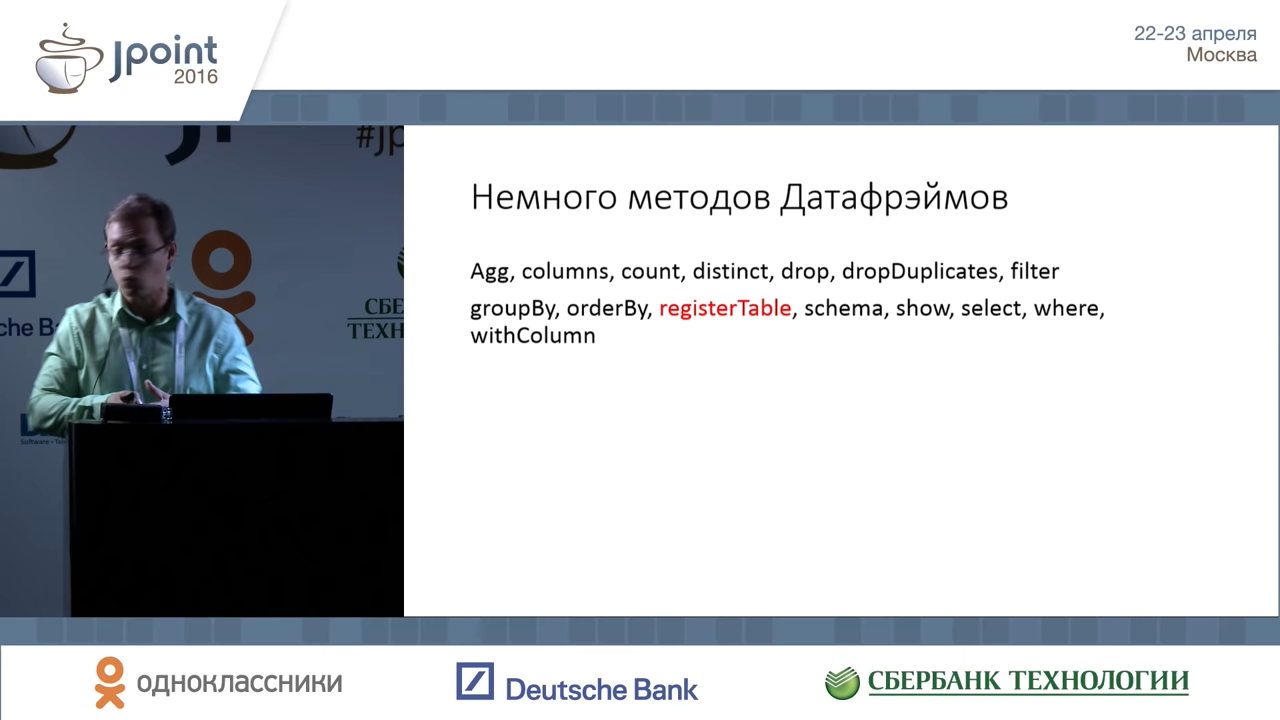 Jpoint
2016
22-23 апреля
Москва
#jp
Немного методов Датафрэймов
Agg, columns, count, distinct, drop, dropDuplicates, filter
groupBy, orderBy, registerTable, schema, show, select, where,
withColumn
одноклассники
Deutsche Bank
СБЕРБАНК ТЕХНОЛОГИИ